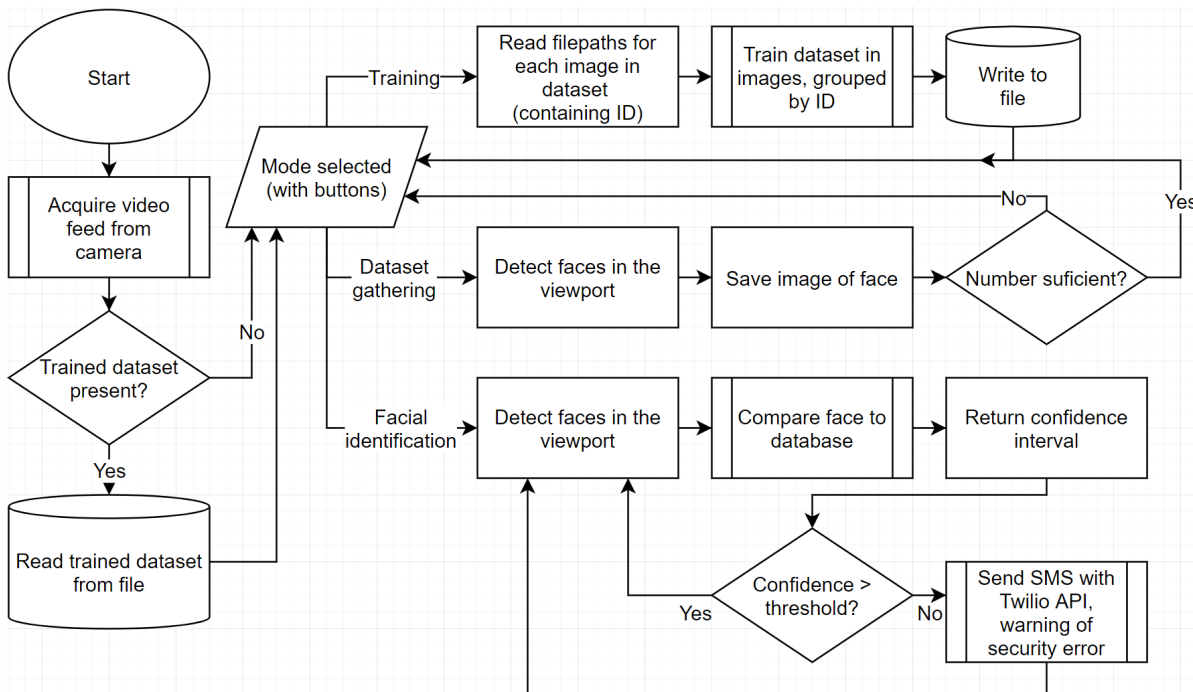 Start
Acquire video
feed from
camera
Trained dataset
present?
No
Yes
Read trained dataset
from file
Mode selected
(with buttons)
Training
Read filepaths for
each image in
dataset
(containing ID)
Train dataset in
images, grouped
by ID
Write to
file
Dataset
gathering
Detect faces in the
viewport
Save image of face
Number suficient?
No
Yes
Facial
identification
Detect faces in the
viewport
Compare face to
database
Return confidence
interval
Confidence >
threshold?
Yes
No
Send SMS with
Twilio API,
warning of
security error